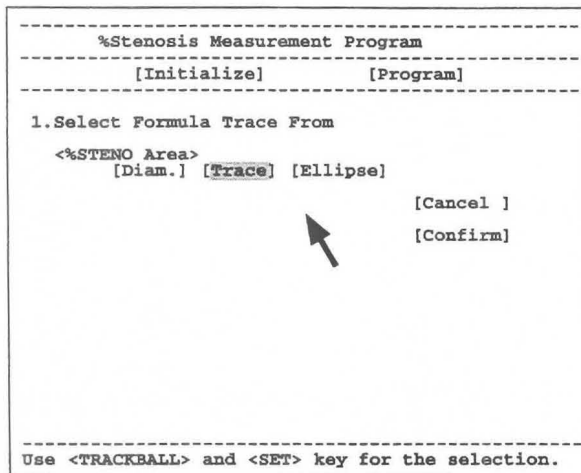 %Stenosis Measurement Program
[Initialize] [Program]
1.Select Formula Trace From
<%STENO Area>
[Diam.] [Trace] [Ellipse]
[Cancel ]
[Confirm]
Use <TRACKBALL> and <SET> key for the selection.